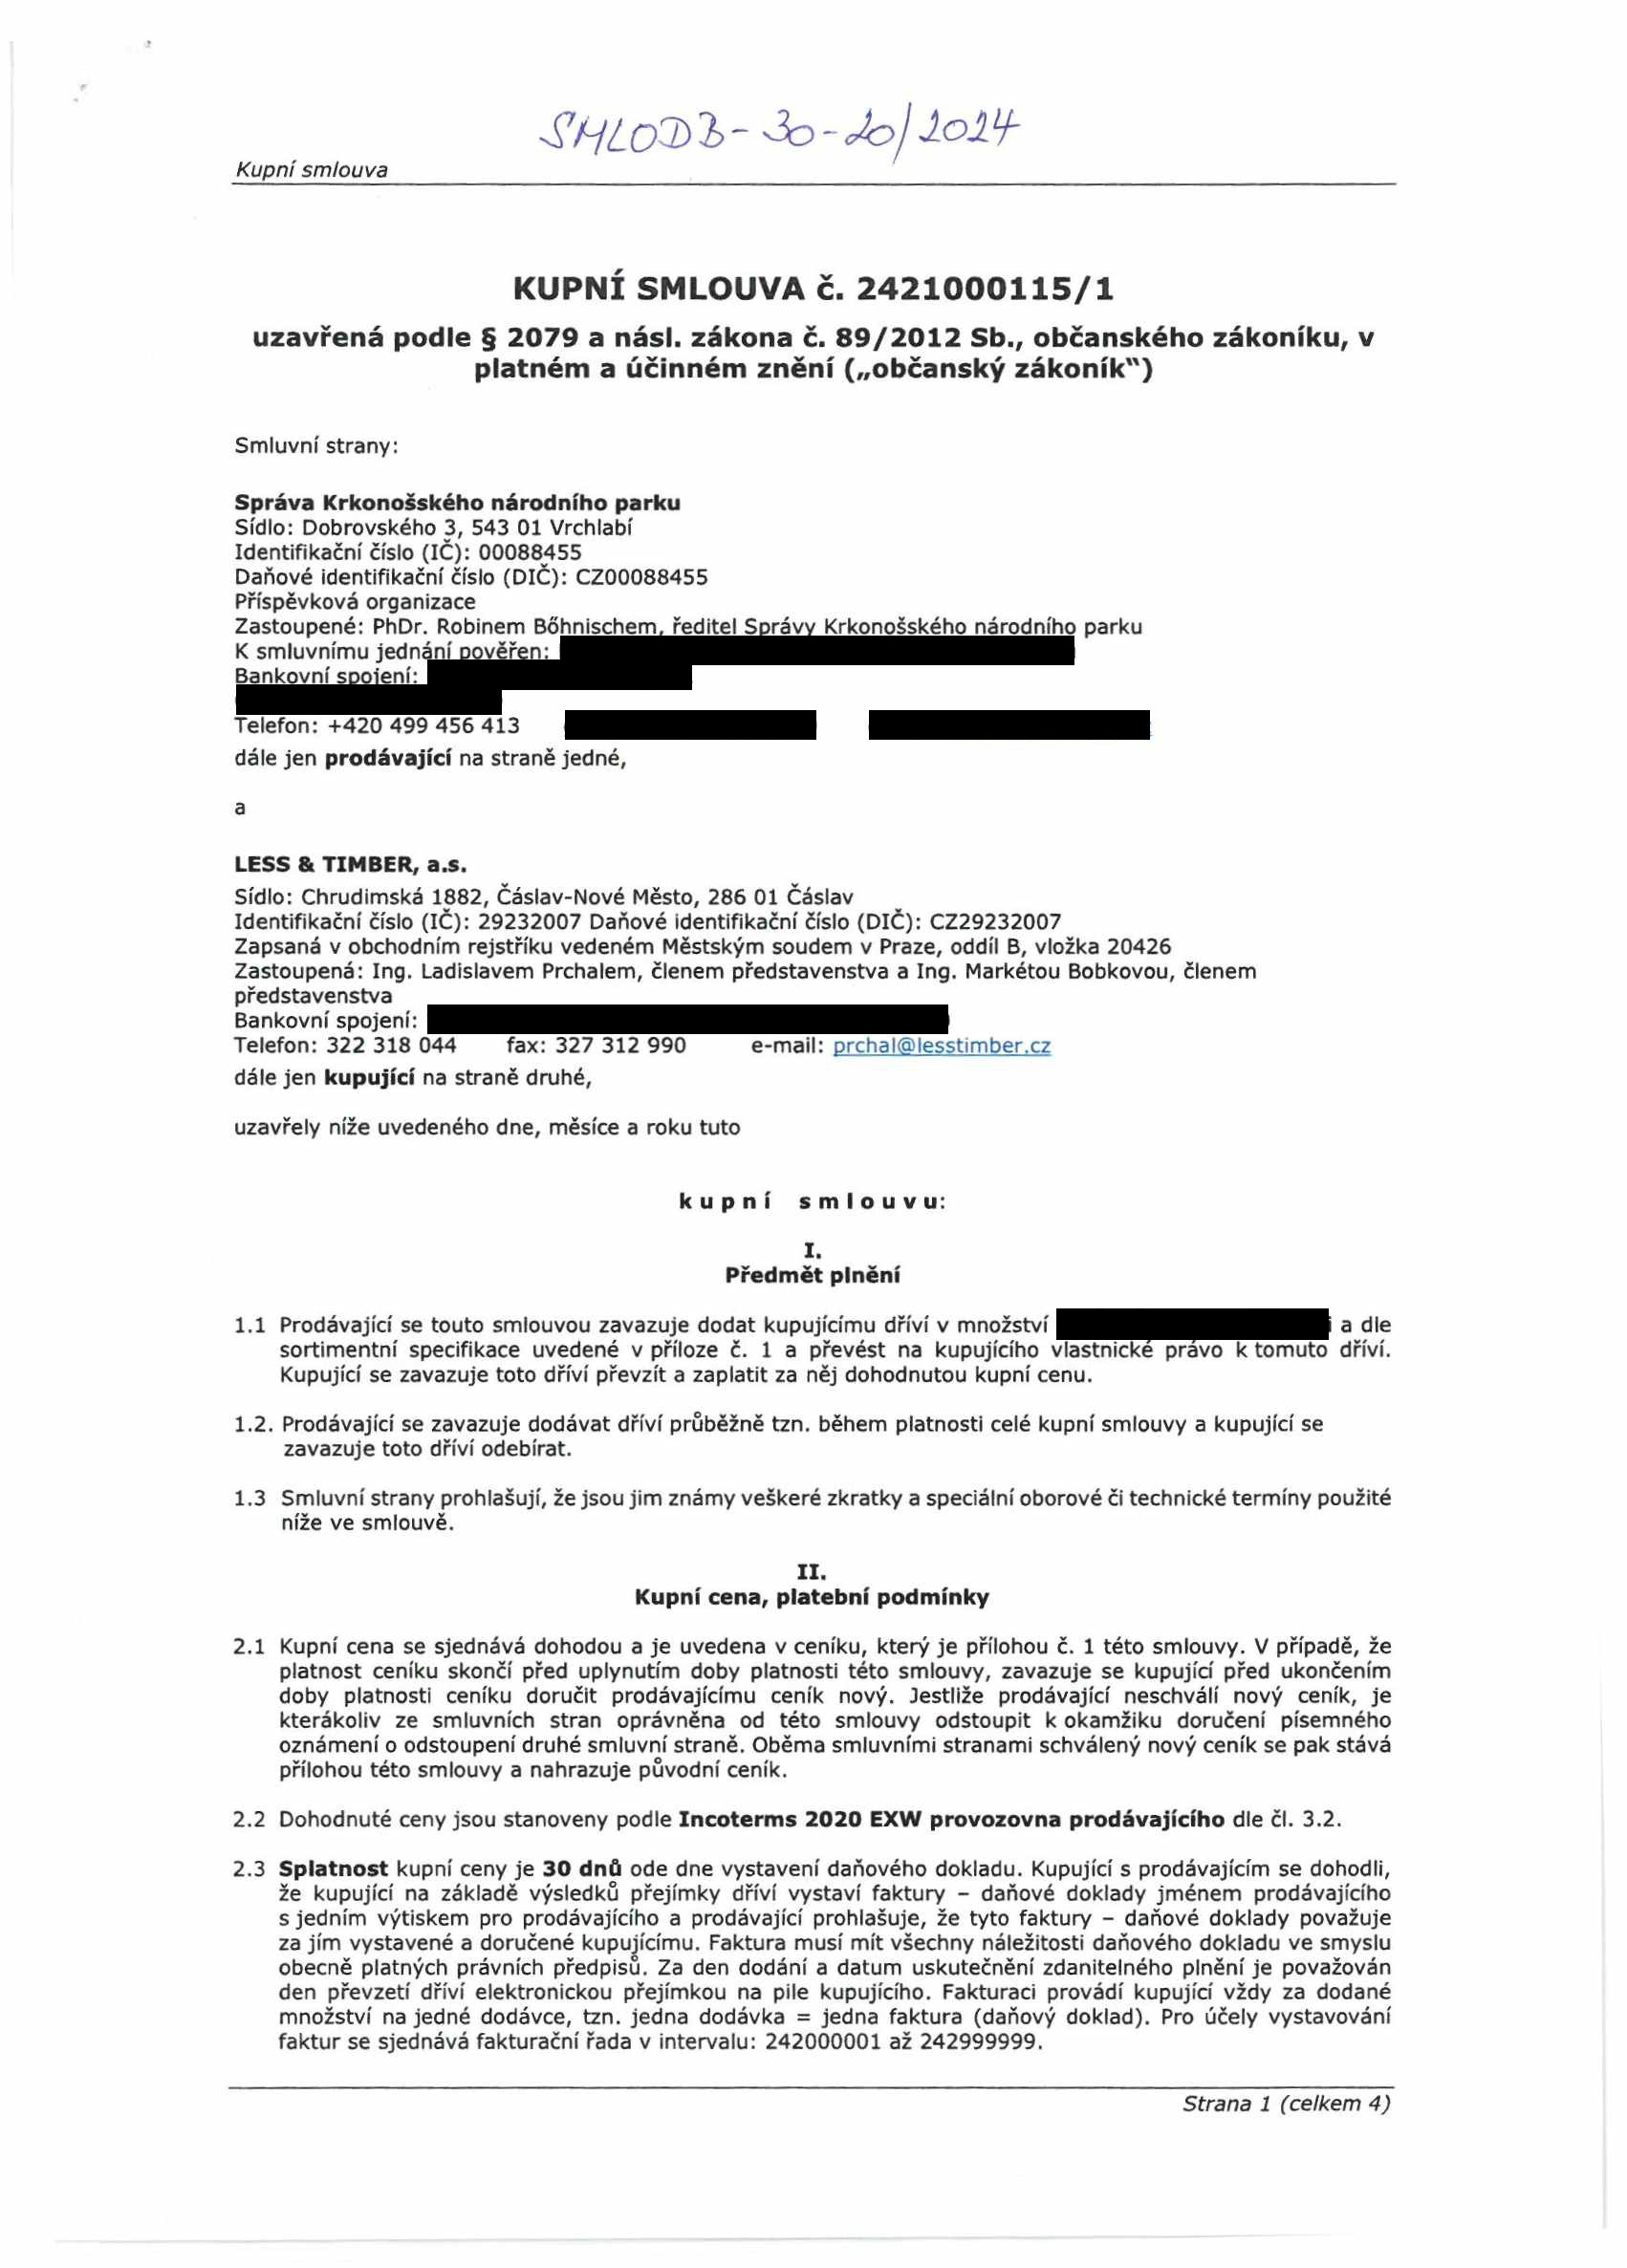 SMLODB-30-20/2024
Kupní smlouva
KUPNÍ SMLOUVA č. 2421000115/1
uzavřená podle § 2079 a násl. zákona č. 89/2012 Sb., občanského zákoníku, v
platném a účinném znění („občanský zákoník“)
Smluvní strany:
Správa Krkonošského národního parku
Sídlo: Dobrovského 3, 543 01 Vrchlabí
Identifikační číslo (IČ): 00088455
Daňové identifikační číslo (DIČ): CZ00088455
Příspěvková organizace
Zastoupené: PhDr. Robinem Bőhnischem, ředitel Správy Krkonošského národního parku
K smluvnímu jednání pověřen:
Bankovní spojení:
Telefon: +420 499 456 413
dále jen prodávající na straně jedné,
a
LESS & TIMBER, a.s.
Sídlo: Chrudimská 1882, Čáslav-Nové Město, 286 01 Čáslav
Identifikační číslo (IČ): 29232007 Daňové identifikační číslo (DIČ): CZ29232007
Zapsaná v obchodním rejstříku vedeném Městským soudem v Praze, oddíl B, vložka 20426
Zastoupená: Ing. Ladislavem Prchalem, členem představenstva a Ing. Markétou Bobkovou, členem
představenstva
Bankovní spojení:
Telefon: 322 318 044 fax: 327 312 990 e-mail: prchal@lesstimber.cz
dále jen kupující na straně druhé,
uzavřely níže uvedeného dne, měsíce a roku tuto
kupní smlouvu:
I.
Předmět plnění
1.1 Prodávající se touto smlouvou zavazuje dodat kupujícímu dříví v množství a dle
sortimentní specifikace uvedené v příloze č. 1 a převést na kupujícího vlastnické právo k tomuto dříví.
Kupující se zavazuje toto dříví převzít a zaplatit za něj dohodnutou kupní cenu.
1.2. Prodávající se zavazuje dodávat dříví průběžně tzn. během platnosti celé kupní smlouvy a kupující se
zavazuje toto dříví odebírat.
1.3 Smluvní strany prohlašují, že jsou jim známy veškeré zkratky a speciální oborové či technické termíny použité
níže ve smlouvě.
II.
Kupní cena, platební podmínky
2.1 Kupní cena se sjednává dohodou a je uvedena v ceníku, který je přílohou č. 1 této smlouvy. V případě, že
platnost ceníku skončí před uplynutím doby platnosti této smlouvy, zavazuje se kupující před ukončením
doby platnosti ceníku doručit prodávajícímu ceník nový. Jestliže prodávající neschválí nový ceník, je
kterákoliv ze smluvních stran oprávněna od této smlouvy odstoupit k okamžiku doručení písemného
oznámení o odstoupení druhé smluvní straně. Oběma smluvními stranami schválený nový ceník se pak stává
přílohou této smlouvy a nahrazuje původní ceník.
2.2 Dohodnuté ceny jsou stanoveny podle Incoterms 2020 EXW provozovna prodávajícího dle čl. 3.2.
2.3 Splatnost kupní ceny je 30 dnů ode dne vystavení daňového dokladu. Kupující s prodávajícím se dohodli,
že kupující na základě výsledků přejímky dříví vystaví faktury – daňové doklady jménem prodávajícího
s jedním výtiskem pro prodávajícího a prodávající prohlašuje, že tyto faktury – daňové doklady považuje
za jím vystavené a doručené kupujícímu. Faktura musí mít všechny náležitosti daňového dokladu ve smyslu
obecně platných právních předpisů. Za den dodání a datum uskutečnění zdanitelného plnění je považován
den převzetí dříví elektronickou přejímkou na pile kupujícího. Fakturaci provádí kupující vždy za dodané
množství na jedné dodávce, tzn. jedna dodávka = jedna faktura (daňový doklad). Pro účely vystavování
faktur se sjednává fakturační řada v intervalu: 242000001 až 242999999.
Strana 1 (celkem 4)